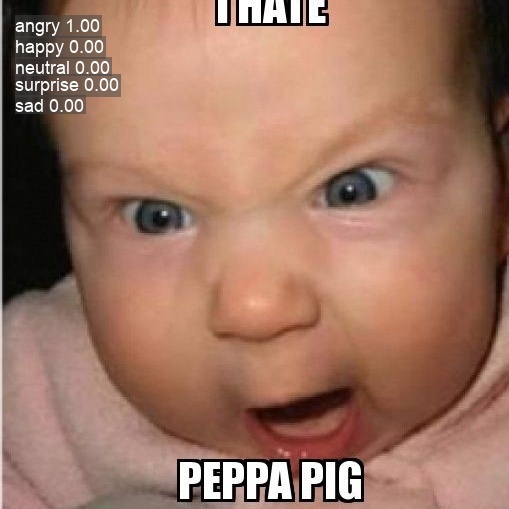 I HATE
angry 1.00
happy 0.00
neutral 0.00
surprise 0.00
sad 0.00
PEPPA PIG